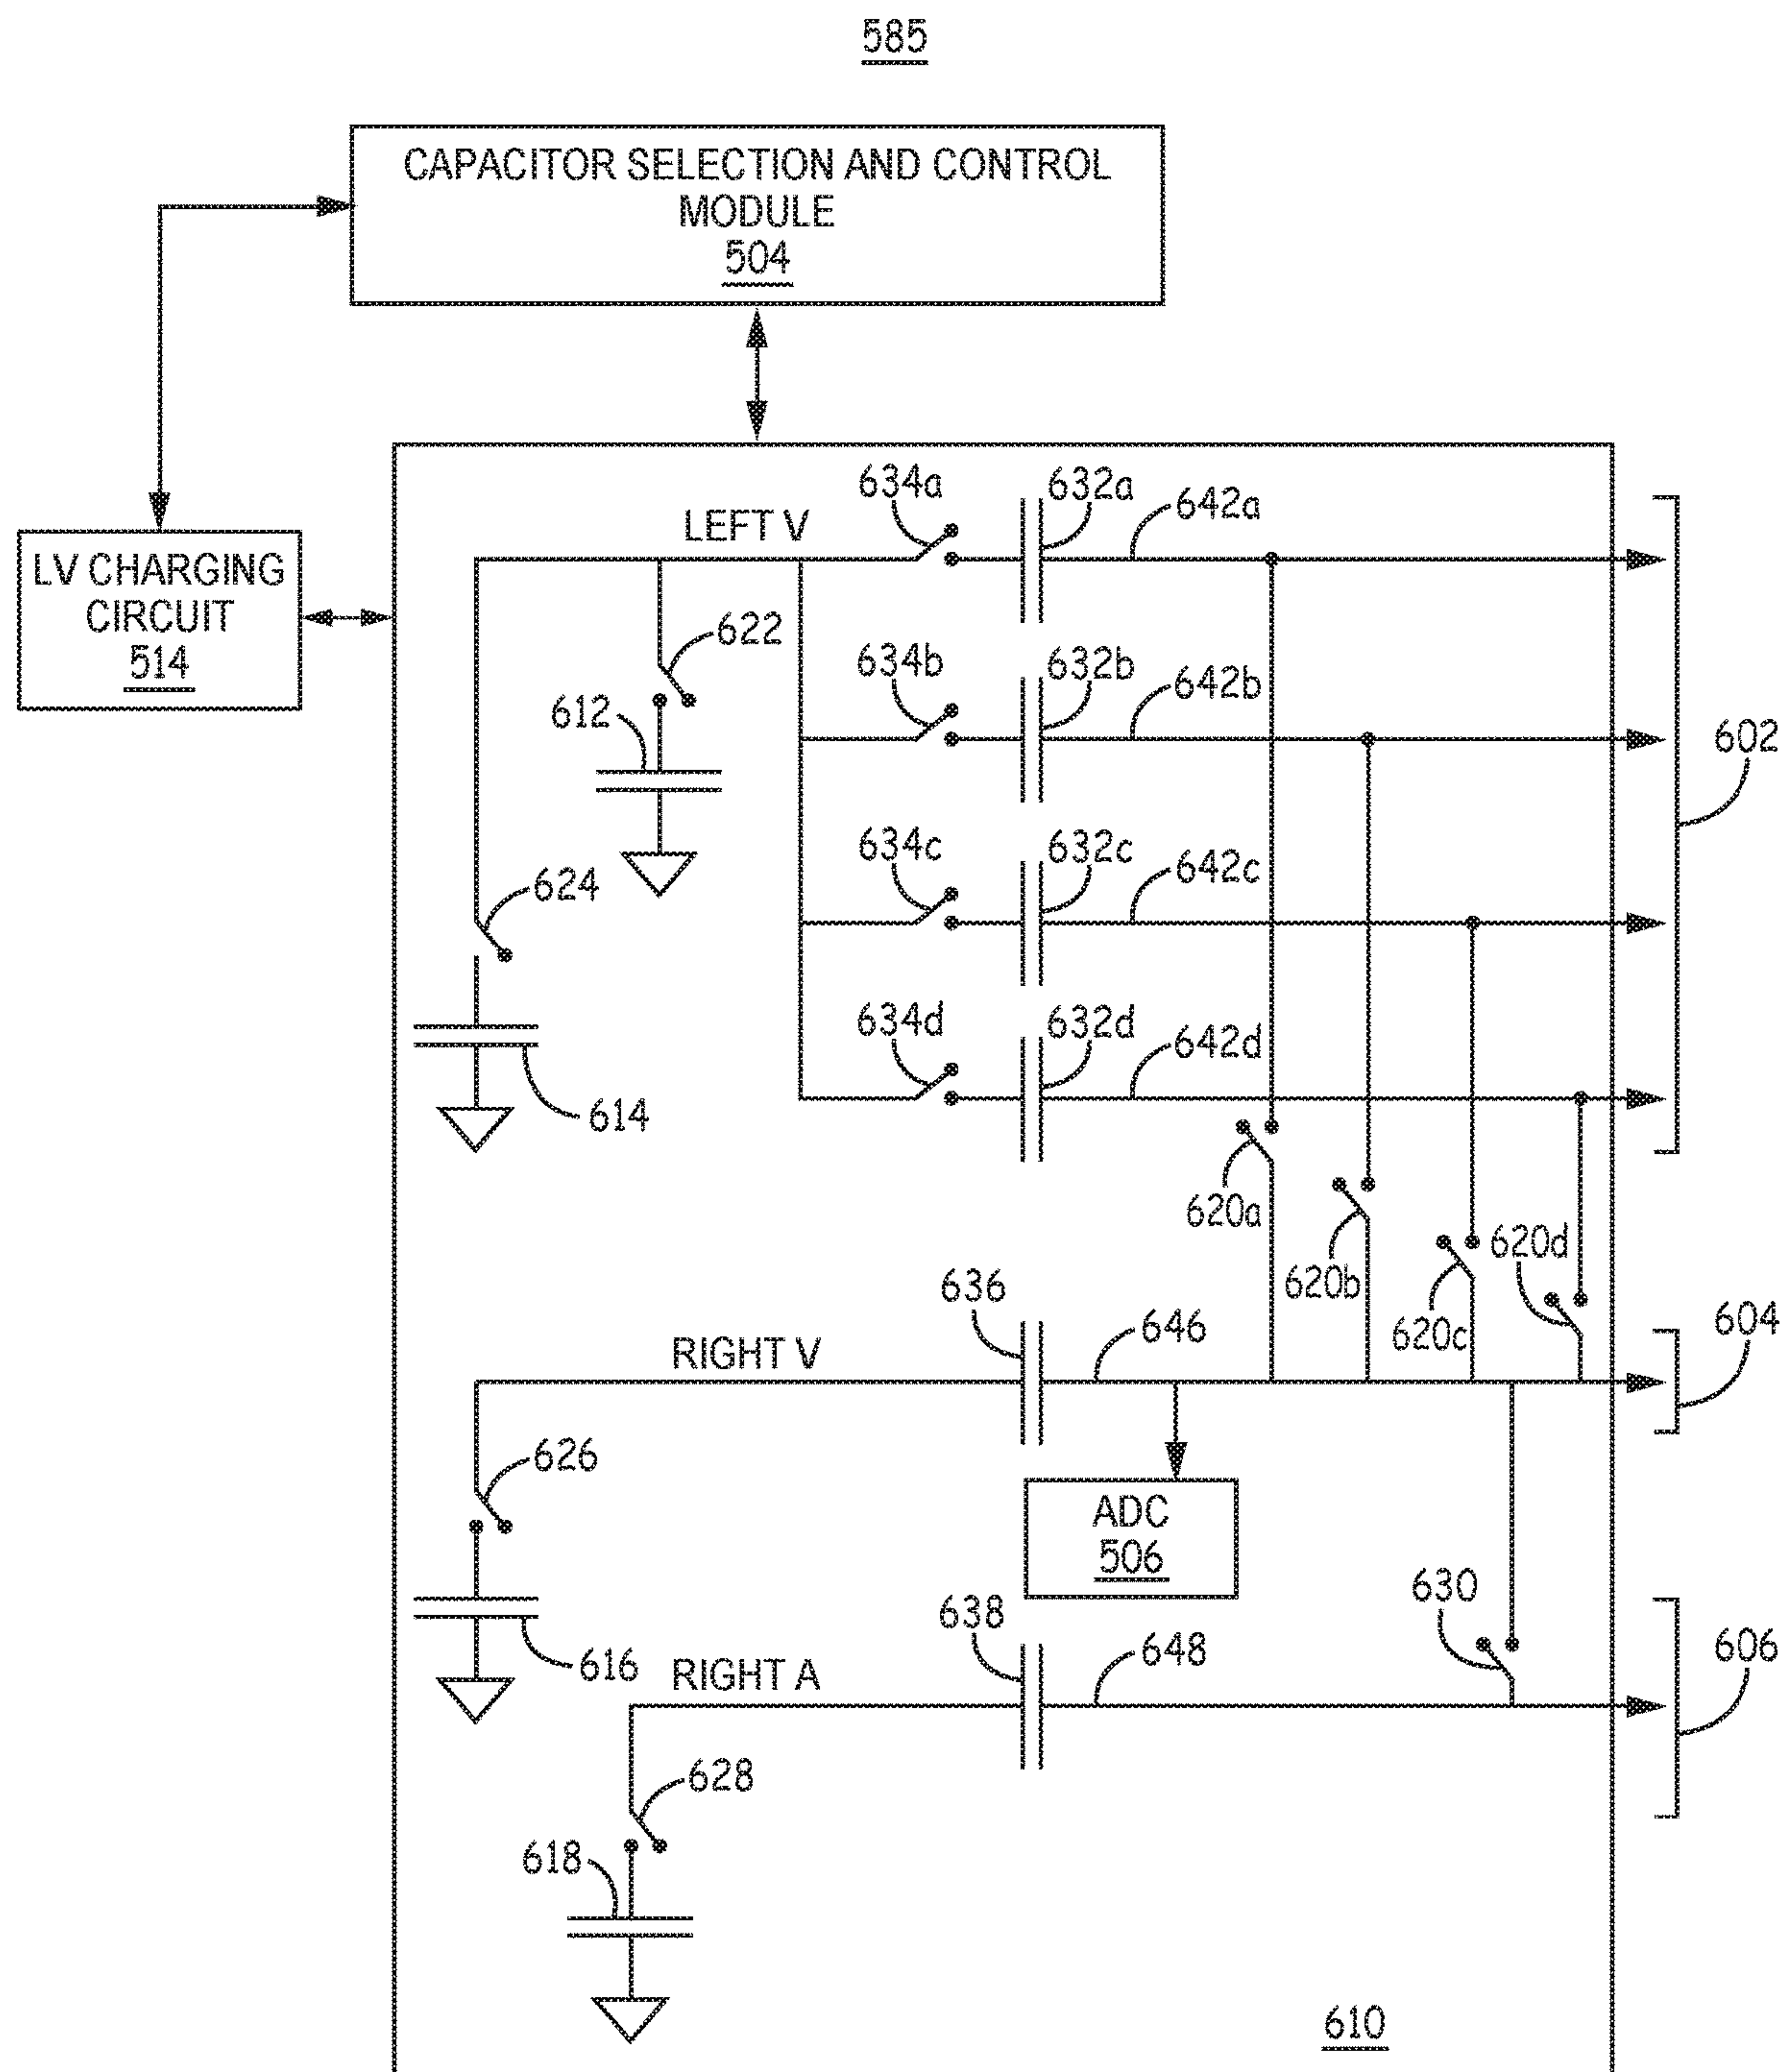 585
CAPACITOR SELECTION AND CONTROL
MODULE
504
LV CHARGING
CIRCUIT
514
LEFT V
634a
632a
642a
622
612
634b
632b
642b
602
624
634c
632c
642c
614
634d
632d
642d
620a
620b
620c
620d
636
646
604
RIGHT V
626
ADC
506
616
638
648
630
606
RIGHT A
628
618
610